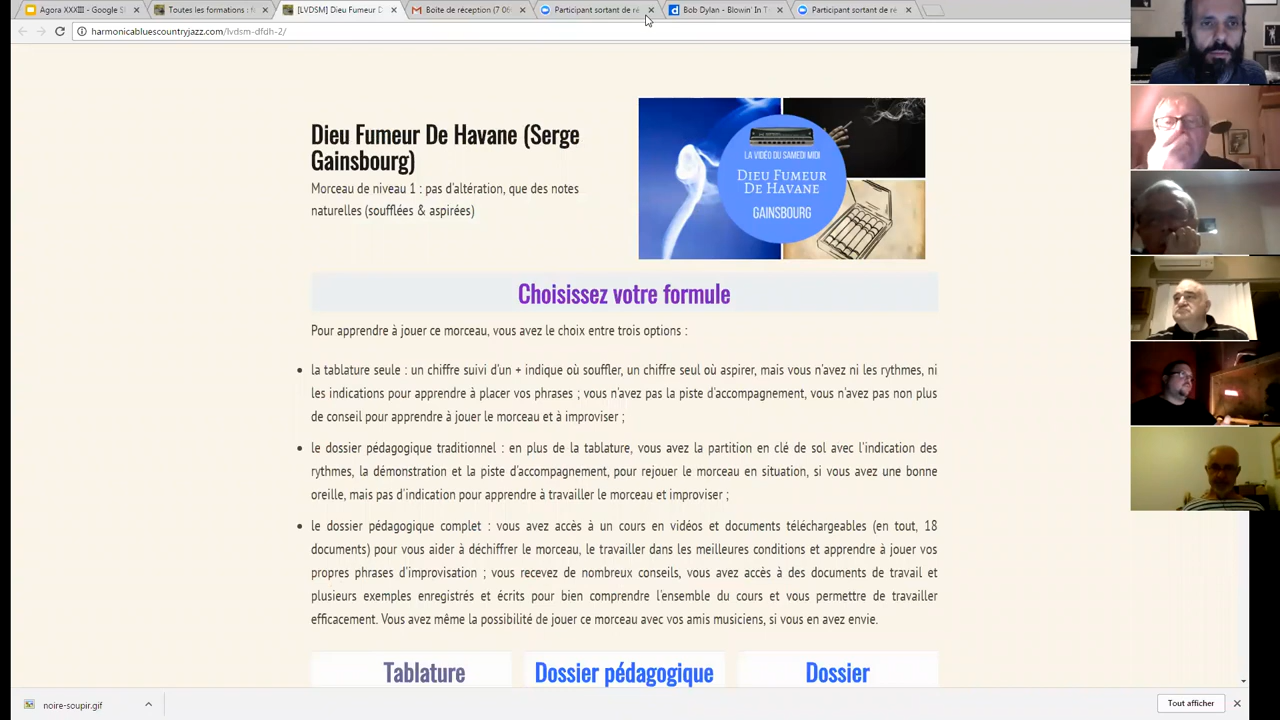 Agora XXXIII - Google S
Toutes les formations : f
[LVDSM] Dieu Fumeur D
Boîte de réception (7 06
Participant sortant de ré
Bob Dylan - Blowin' In T
Participant sortant de ré
harmonicabluescountryjazz.com/lvdsm-dfdh-2/
Dieu Fumeur De Havane (Serge
Gainsbourg)
Morceau de niveau 1 : pas d'altération, que des notes
naturelles (soufflées & aspirées)
LA VIDÉO DU SAMEDI MIDI
DIEU FUMEUR
DE HAVANE
GAINSBOURG
Choisissez votre formule
Pour apprendre à jouer ce morceau, vous avez le choix entre trois options :
la tablature seule : un chiffre suivi d'un + indique où souffler, un chiffre seul où aspirer, mais vous n'avez ni les rythmes, ni
les indications pour apprendre à placer vos phrases ; vous n'avez pas la piste d'accompagnement, vous n'avez pas non plus
de conseil pour apprendre à jouer le morceau et à improviser ;
le dossier pédagogique traditionnel : en plus de la tablature, vous avez la partition en clé de sol avec l'indication des
rythmes, la démonstration et la piste d'accompagnement, pour rejouer le morceau en situation, si vous avez une bonne
oreille, mais pas d'indication pour apprendre à travailler le morceau et improviser ;
le dossier pédagogique complet : vous avez accès à un cours en vidéos et documents téléchargeables (en tout, 18
documents) pour vous aider à déchiffrer le morceau, le travailler dans les meilleures conditions et apprendre à jouer vos
propres phrases d'improvisation ; vous recevez de nombreux conseils, vous avez accès à des documents de travail et
plusieurs exemples enregistrés et écrits pour bien comprendre l'ensemble du cours et vous permettre de travailler
efficacement. Vous avez même la possibilité de jouer ce morceau avec vos amis musiciens, si vous en avez envie.
Tablature
Dossier pédagogique
Dossier
noire-soupir.gif
Tout afficher